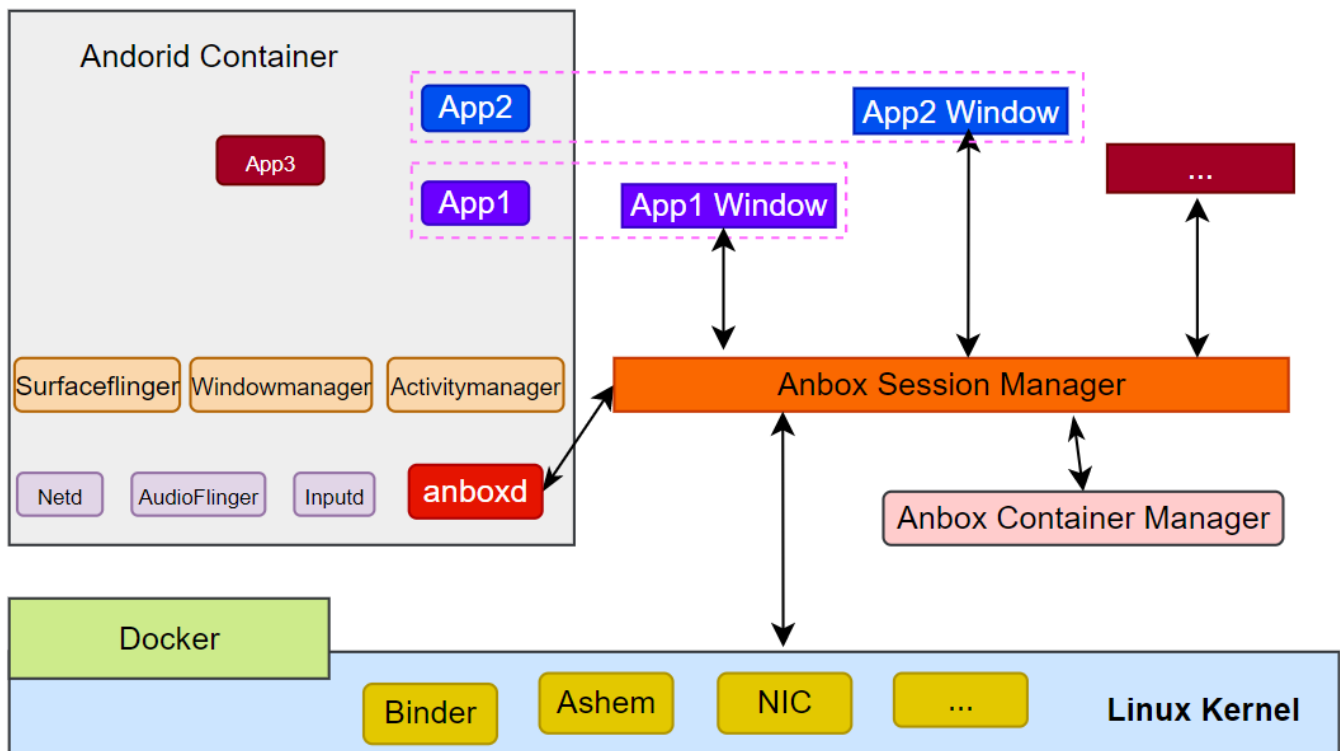 Andorid Container
App2
App2 Window
App3
...
App1
App1 Window
Surfaceflinger
Windowmanager
Activitymanager
Anbox Session Manager
Netd
AudioFlinger
Inputd
anboxd
Anbox Container Manager
Docker
Binder
Ashem
NIC
...
Linux Kernel